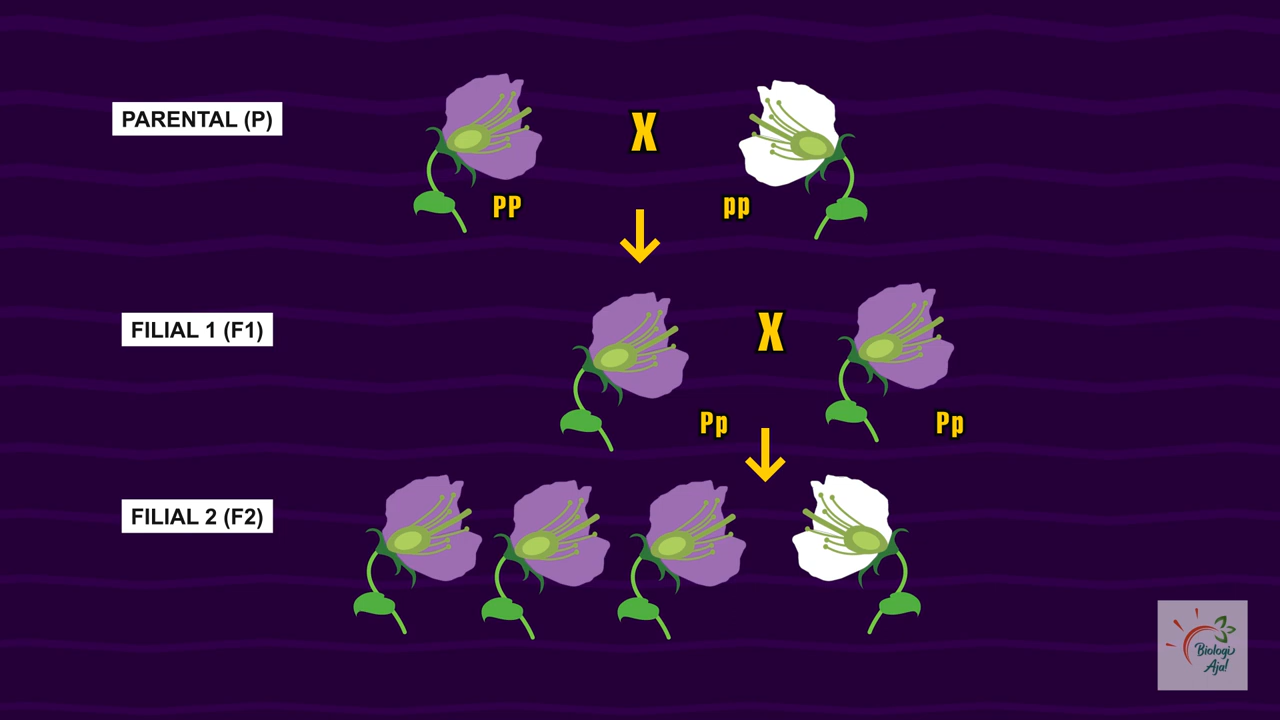 PARENTAL (P)
X
PP
pp
FILIAL 1 (F1)
X
Pp
Pp
FILIAL 2 (F2)
Biologi
Aja!